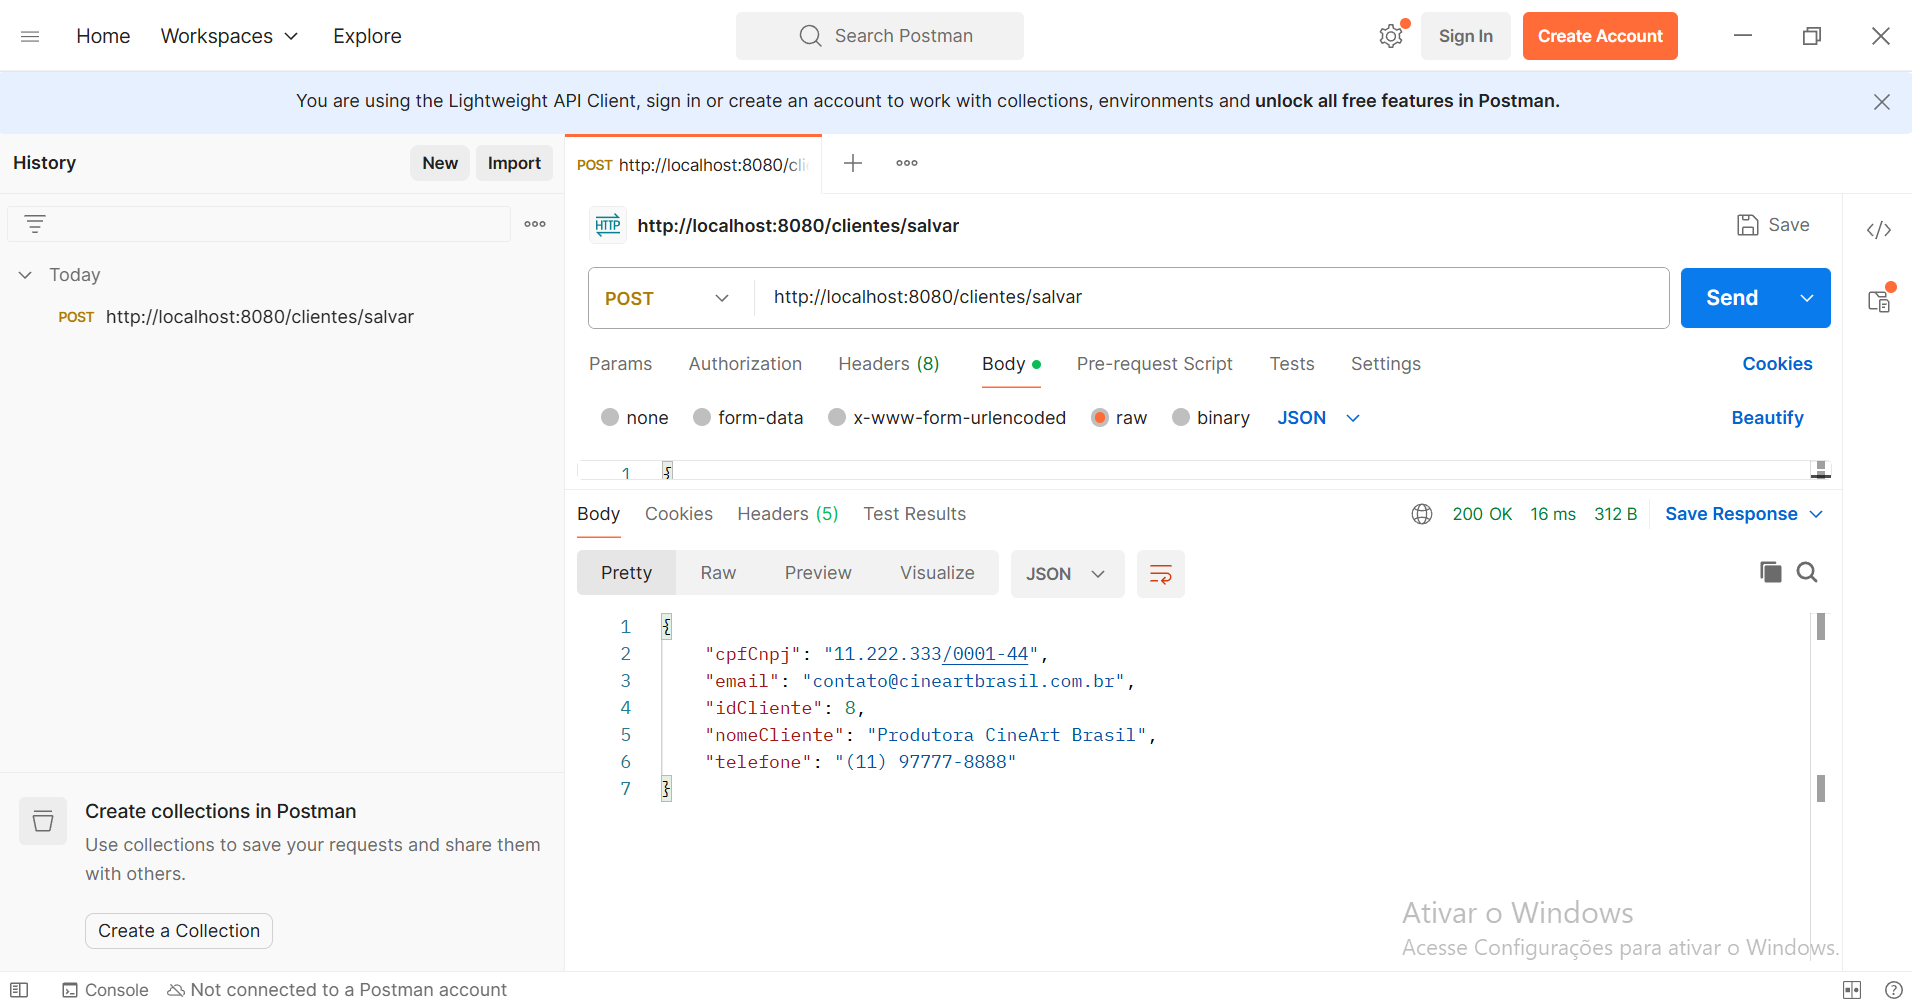 Home Workspaces Explore Search Postman Sign In Create Account
You are using the Lightweight API Client, sign in or create an account to work with collections, environments and unlock all free features in Postman.
History New Import
Today
POST http://localhost:8080/clientes/salvar
Create collections in Postman
Use collections to save your requests and share them
with others.
Create a Collection
POST http://localhost:8080/cli
HTTP http://localhost:8080/clientes/salvar Save
POST http://localhost:8080/clientes/salvar Send
Params Authorization Headers (8) Body Pre-request Script Tests Settings Cookies
none form-data x-www-form-urlencoded raw binary JSON Beautify
1 {
Body Cookies Headers (5) Test Results 200 OK 16 ms 312 B Save Response
Pretty Raw Preview Visualize JSON
1 {
2 "cpfCnpj": "11.222.333/0001-44",
3 "email": "contato@cineartbrasil.com.br",
4 "idCliente": 8,
5 "nomeCliente": "Produtora CineArt Brasil",
6 "telefone": "(11) 97777-8888"
7 }
Ativar o Windows
Acesse Configurações para ativar o Windows.
Console Not connected to a Postman account